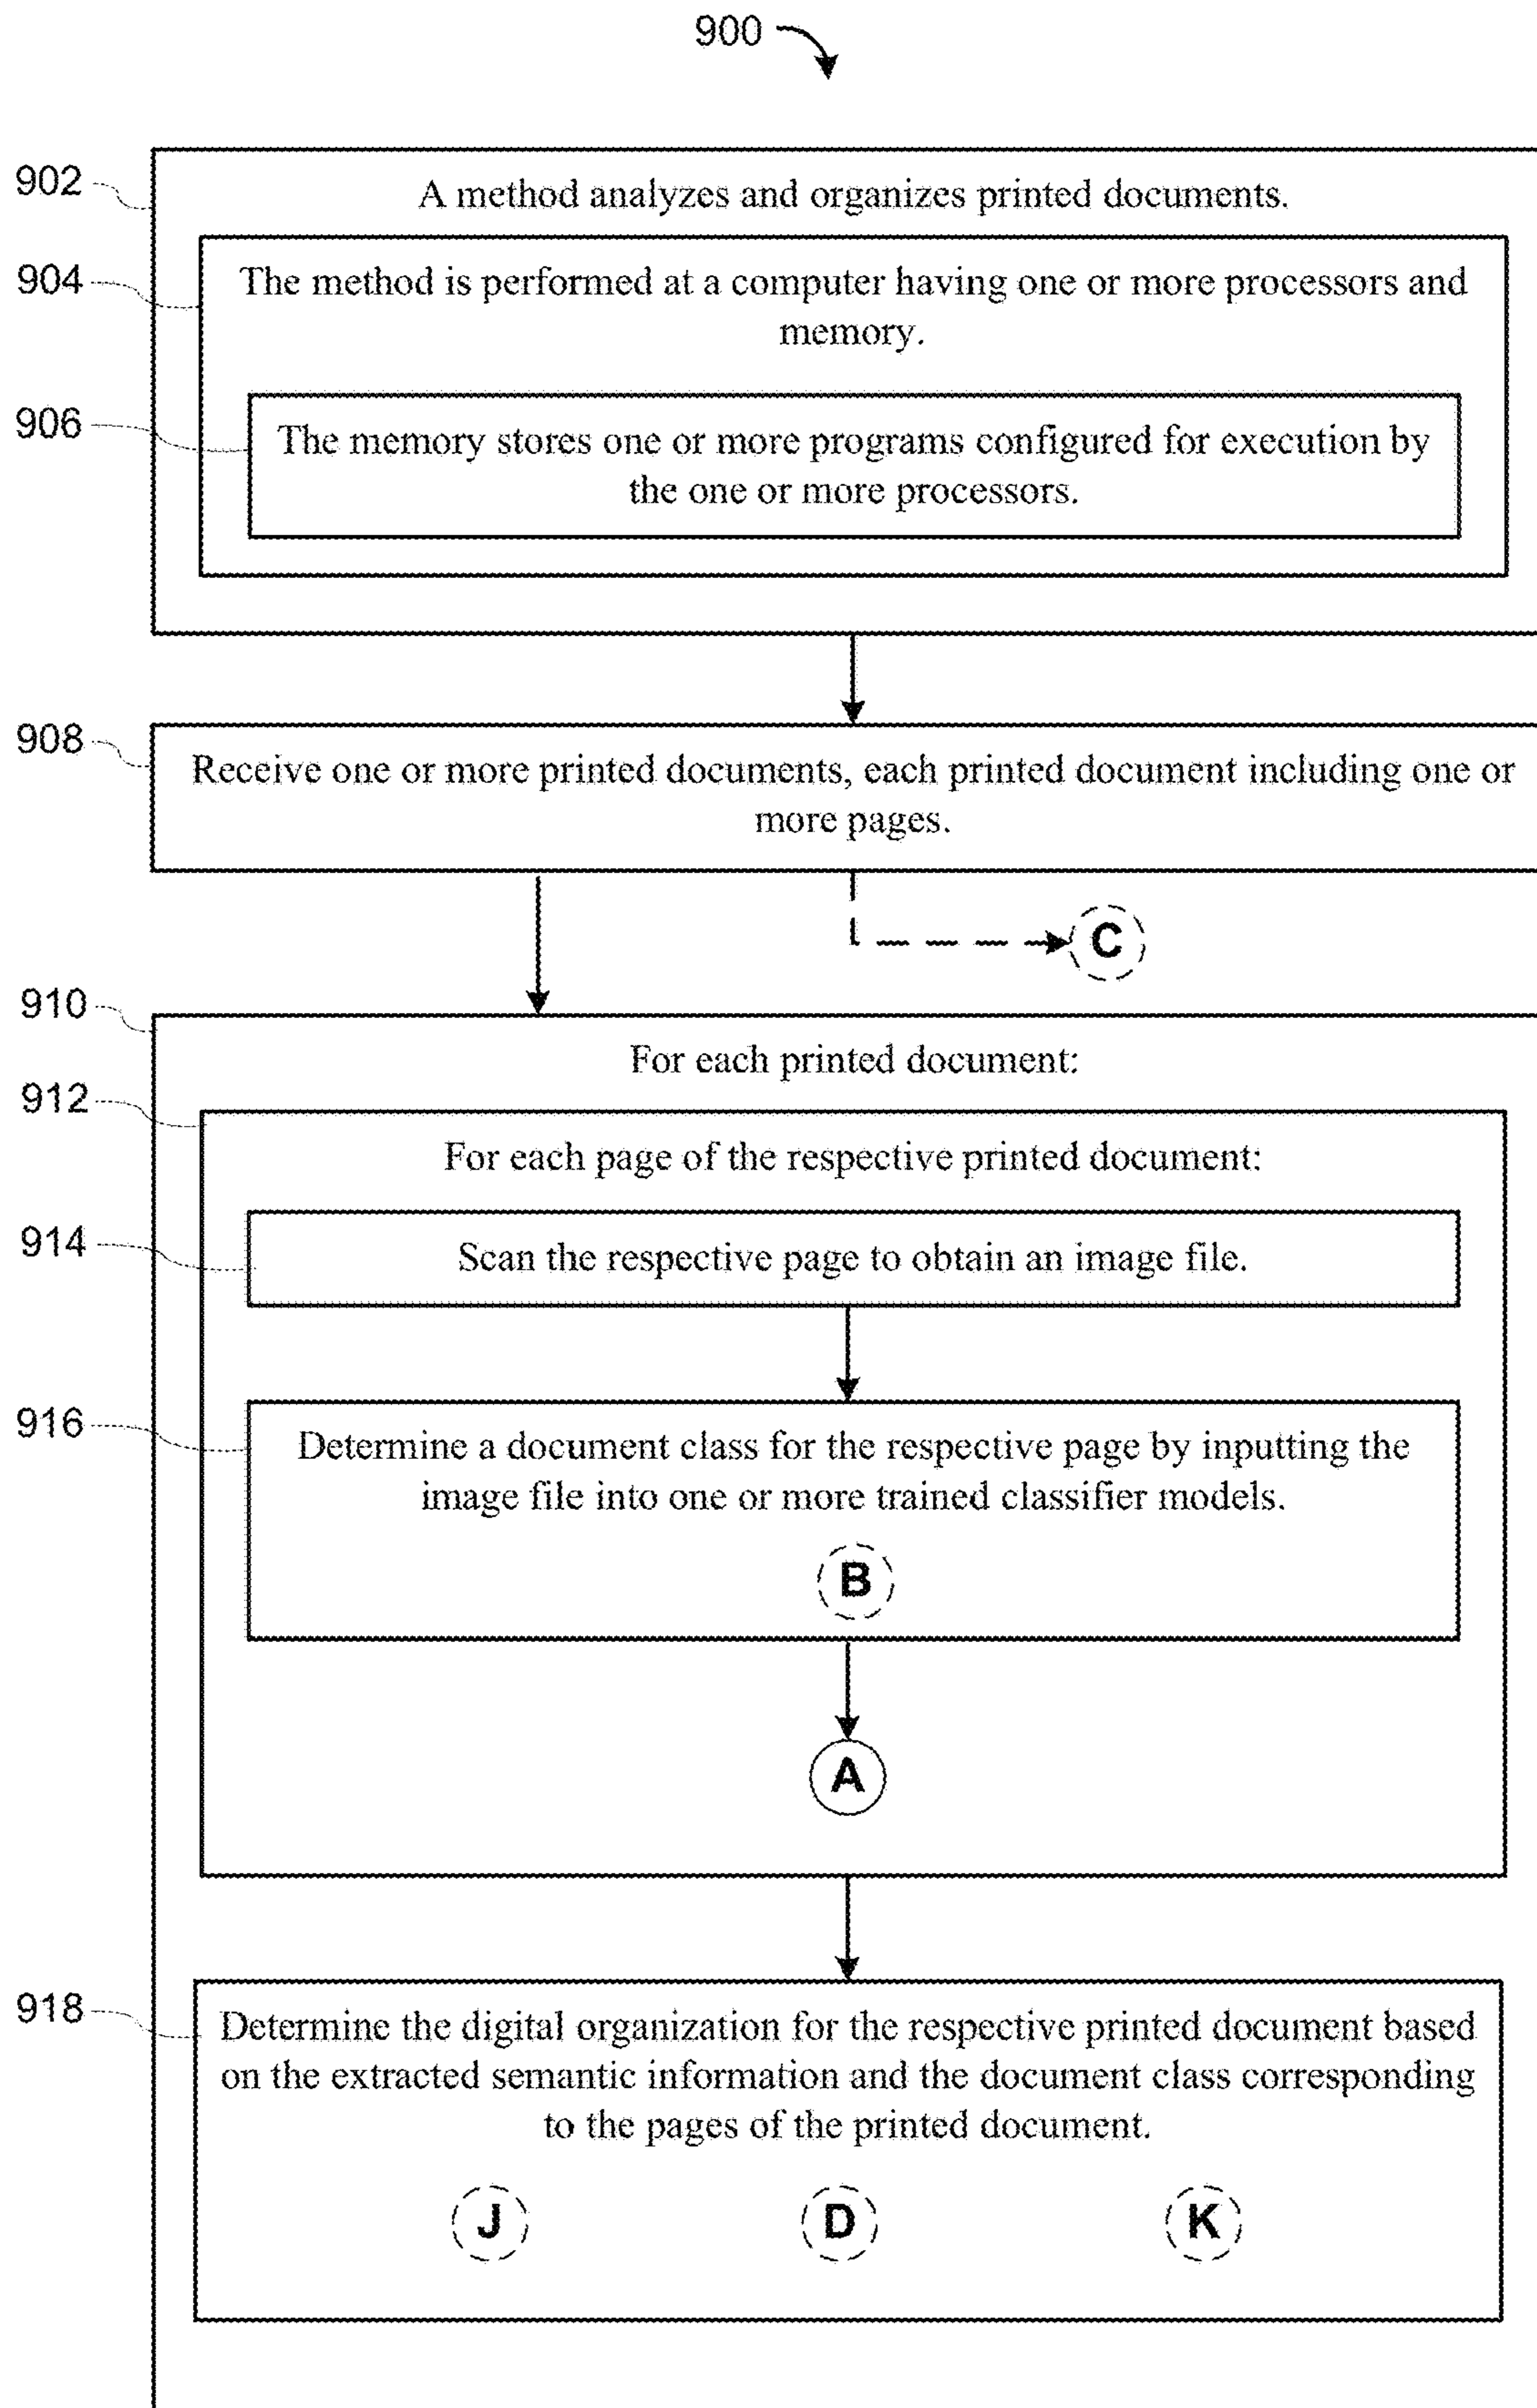 900
902
A method analyzes and organizes printed documents.
904
The method is performed at a computer having one or more processors and
memory.
906
The memory stores one or more programs configured for execution by
the one or more processors.
908
Receive one or more printed documents, each printed document including one or
more pages.
C
910
For each printed document:
912
For each page of the respective printed document:
914
Scan the respective page to obtain an image file.
916
Determine a document class for the respective page by inputting the
image file into one or more trained classifier models.
B
A
918
Determine the digital organization for the respective printed document based
on the extracted semantic information and the document class corresponding
to the pages of the printed document.
J D K